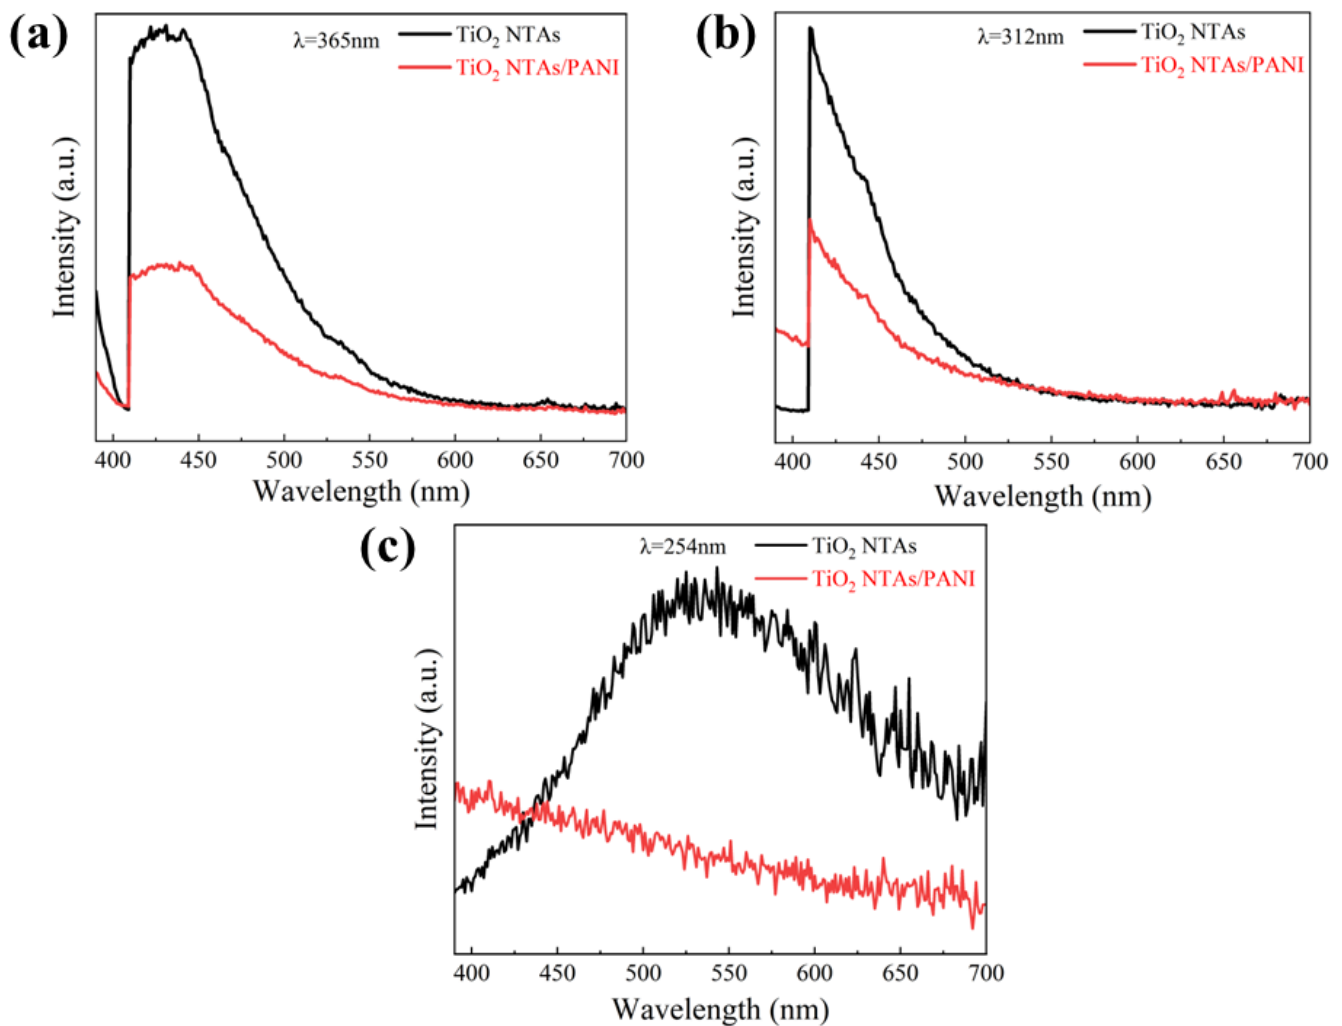 (a)
λ=365nm
TiO₂ NTAs
TiO₂ NTAs/PANI
Intensity (a.u.)
400 450 500 550 600 650 700
Wavelength (nm)
(b)
λ=312nm
TiO₂ NTAs
TiO₂ NTAs/PANI
Intensity (a.u.)
400 450 500 550 600 650 700
Wavelength (nm)
(c)
λ=254nm
TiO₂ NTAs
TiO₂ NTAs/PANI
Intensity (a.u.)
400 450 500 550 600 650 700
Wavelength (nm)